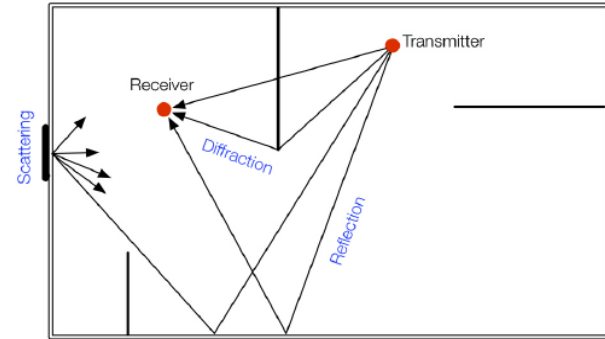 Transmitter
Receiver
Scattering
Diffraction
Reflection